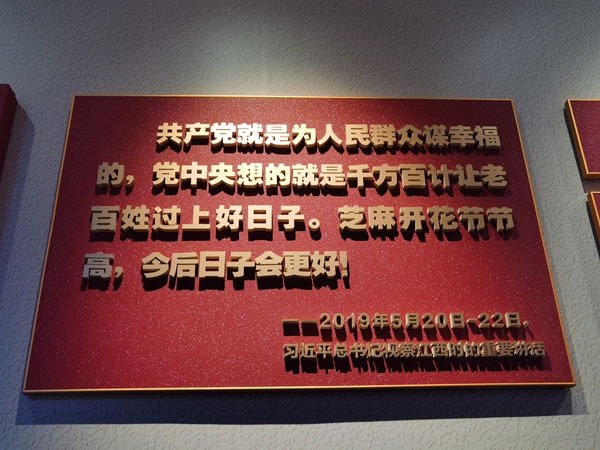 共产党就是为人民群众谋幸福
的，党中央想的就是千方百计让老
百姓过上好日子。芝麻开花节节
高，今后日子会更好！
——2019年5月20日-22日，
习近平总书记视察江西时的重要讲话